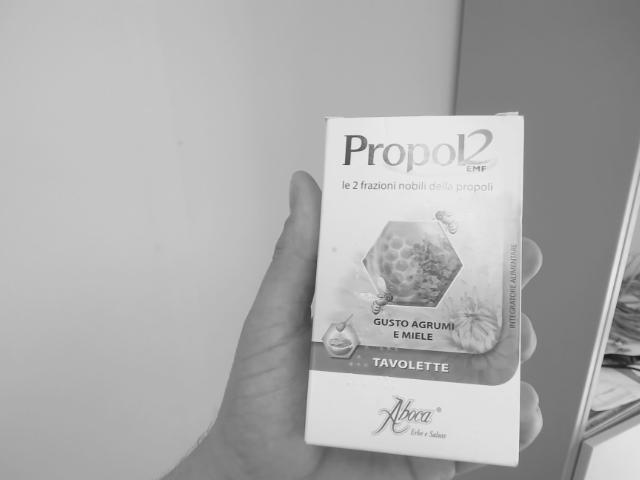 Propol2
EMF
le 2 frazioni nobili della propoli
GUSTO AGRUMI
E MIELE
INTEGRATORE ALIMENTARE
TAVOLETTE
Aboca®
Erbe e Salute